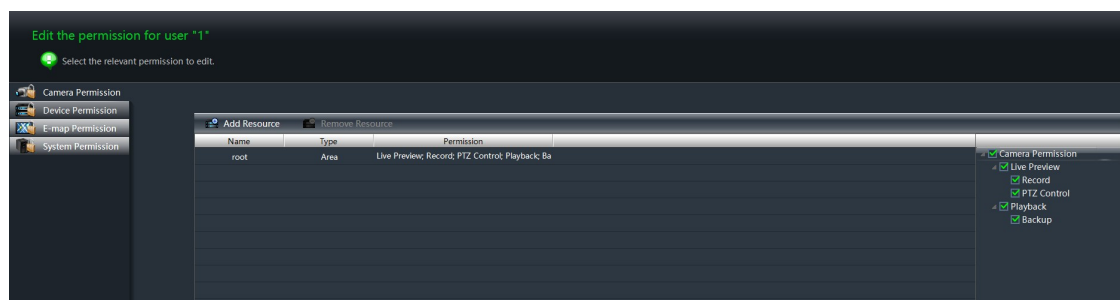 Edit the permission for user "1"
Select the relevant permission to edit.
Camera Permission
Device Permission
E-map Permission
System Permission
Add Resource Remove Resource
Name Type Permission
root Area Live Preview; Record; PTZ Control; Playback; Ba
Camera Permission
Live Preview
Record
PTZ Control
Playback
Backup